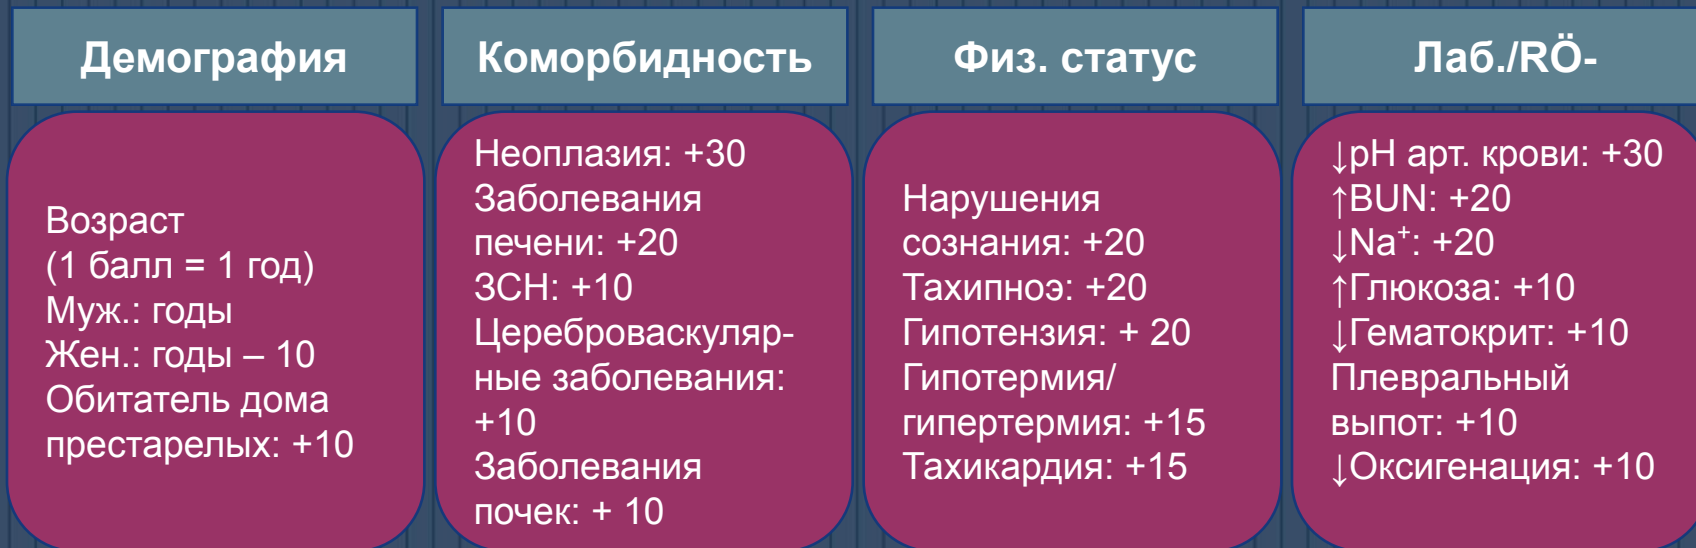 Демография
Возраст
(1 балл = 1 год)
Муж.: годы
Жен.: годы – 10
Обитатель дома
престарелых: +10
Коморбидность
Неоплазия: +30
Заболевания
печени: +20
ЗСН: +10
Цереброваскуляр-
ные заболевания:
+10
Заболевания
почек: + 10
Физ. статус
Нарушения
сознания: +20
Тахипноэ: +20
Гипотензия: + 20
Гипотермия/
гипертермия: +15
Тахикардия: +15
Лаб./RÖ-
↓pH арт. крови: +30
↑BUN: +20
↓Na⁺: +20
↑Глюкоза: +10
↓Гематокрит: +10
Плевральный
выпот: +10
↓Оксигенация: +10